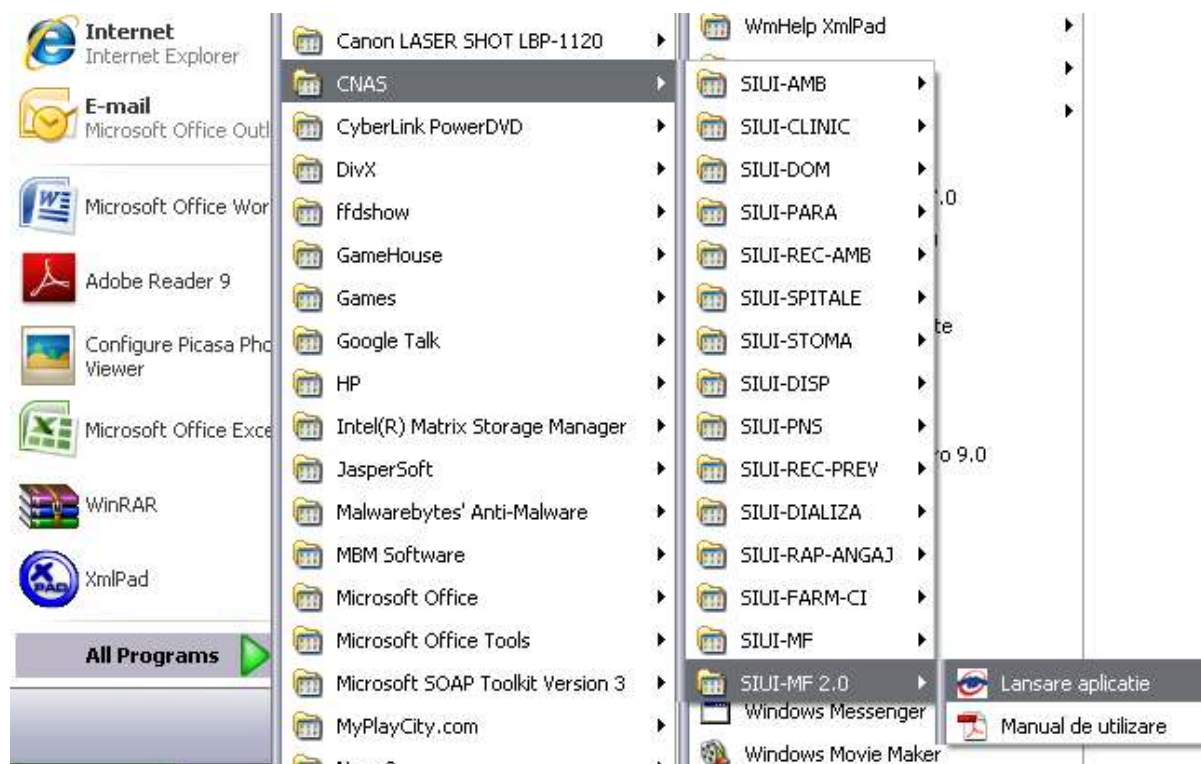 Internet
Internet Explorer
E-mail
Microsoft Office Outl
Microsoft Office Wor
Adobe Reader 9
Configure Picasa Pho
Viewer
Microsoft Office Exce
WinRAR
XmlPad
All Programs
Canon LASER SHOT LBP-1120
CNAS
CyberLink PowerDVD
DivX
ffdshow
GameHouse
Games
Google Talk
HP
Intel(R) Matrix Storage Manager
JasperSoft
Malwarebytes' Anti-Malware
MBM Software
Microsoft Office
Microsoft Office Tools
Microsoft SOAP Toolkit Version 3
MyPlayCity.com
WmHelp XmlPad
SIUI-AMB
SIUI-CLINIC
SIUI-DOM
SIUI-PARA
SIUI-REC-AMB
SIUI-SPITALE
SIUI-STOMA
SIUI-DISP
SIUI-PNS
SIUI-REC-PREV
SIUI-DIALIZA
SIUI-RAP-ANGAJ
SIUI-FARM-CI
SIUI-MF
SIUI-MF 2.0
Windows Messenger
Windows Movie Maker
.0
te
ro 9.0
Lansare aplicatie
Manual de utilizare